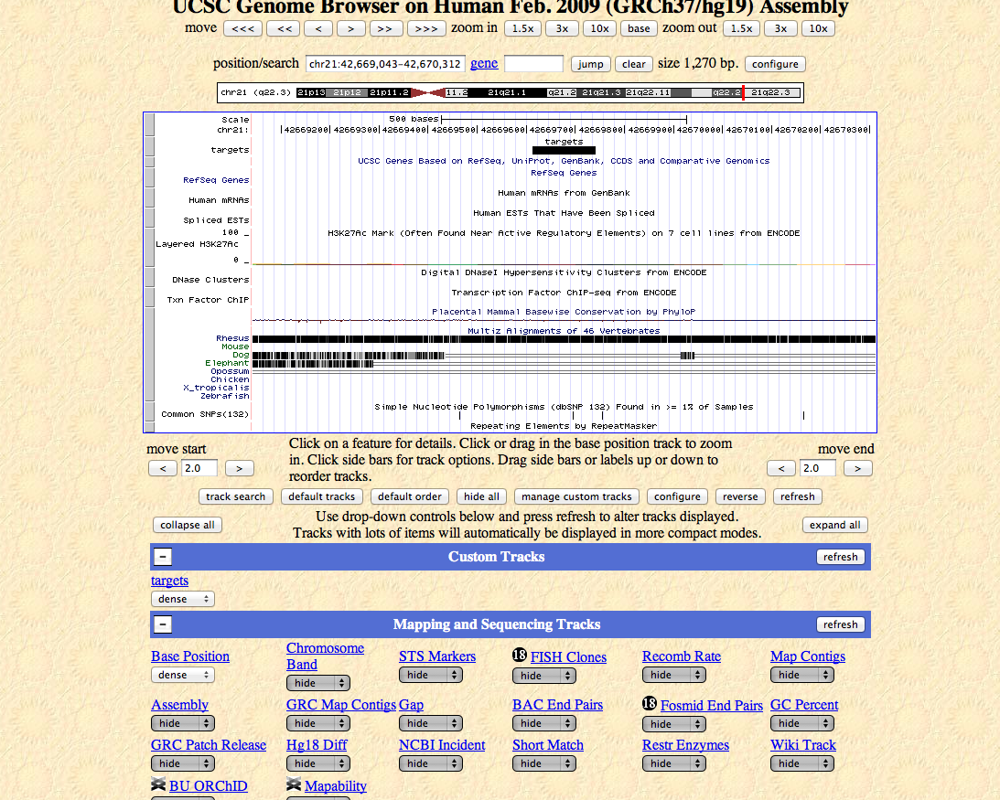 UCSC Genome Browser on Human Feb. 2009 (GRCh37/hg19) Assembly
move <<< << < > >> >>> zoom in 1.5x 3x 10x base zoom out 1.5x 3x 10x
position/search chr21:42,669,043-42,670,312 gene jump clear size 1,270 bp. configure
chr21 (q22.3) 21p13 21p12 21p11.2 11.2 21q21.1 q21.2 21q21.3 21q22.11 q22.2 21q22.3
Scale 500 bases
chr21: 42669200 42669300 42669400 42669500 42669600 42669700 42669800 42669900 42670000 42670100 42670200 42670300
targets
targets
UCSC Genes Based on RefSeq, UniProt, GenBank, CCDS and Comparative Genomics
RefSeq Genes
RefSeq Genes
Human mRNAs from GenBank
Human mRNAs
Human ESTs That Have Been Spliced
Spliced ESTs
100 _ H3K27Ac Mark (Often Found Near Active Regulatory Elements) on 7 cell lines from ENCODE
Layered H3K27Ac
0 _
Digital DNaseI Hypersensitivity Clusters from ENCODE
DNase Clusters
Transcription Factor ChIP-seq from ENCODE
Txn Factor ChIP
Placental Mammal Basewise Conservation by PhyloP
Multiz Alignments of 46 Vertebrates
Rhesus
Mouse
Dog
Elephant
Opossum
Chicken
X_tropicalis
Zebrafish
Simple Nucleotide Polymorphisms (dbSNP 132) Found in >= 1% of Samples
Common SNPs(132)
Repeating Elements by RepeatMasker
move start
< 2.0 >
Click on a feature for details. Click or drag in the base position track to zoom
in. Click side bars for track options. Drag side bars or labels up or down to
reorder tracks.
move end
< 2.0 >
track search default tracks default order hide all manage custom tracks configure reverse refresh
collapse all
Use drop-down controls below and press refresh to alter tracks displayed.
Tracks with lots of items will automatically be displayed in more compact modes.
expand all
- Custom Tracks refresh
targets
dense
- Mapping and Sequencing Tracks refresh
Base Position
dense
Chromosome
Band
hide
STS Markers
hide
18 FISH Clones
hide
Recomb Rate
hide
Map Contigs
hide
Assembly
hide
GRC Map Contigs
hide
Gap
hide
BAC End Pairs
hide
18 Fosmid End Pairs
hide
GC Percent
hide
GRC Patch Release
hide
Hg18 Diff
hide
NCBI Incident
hide
Short Match
hide
Restr Enzymes
hide
Wiki Track
hide
BU ORChID
Mapability